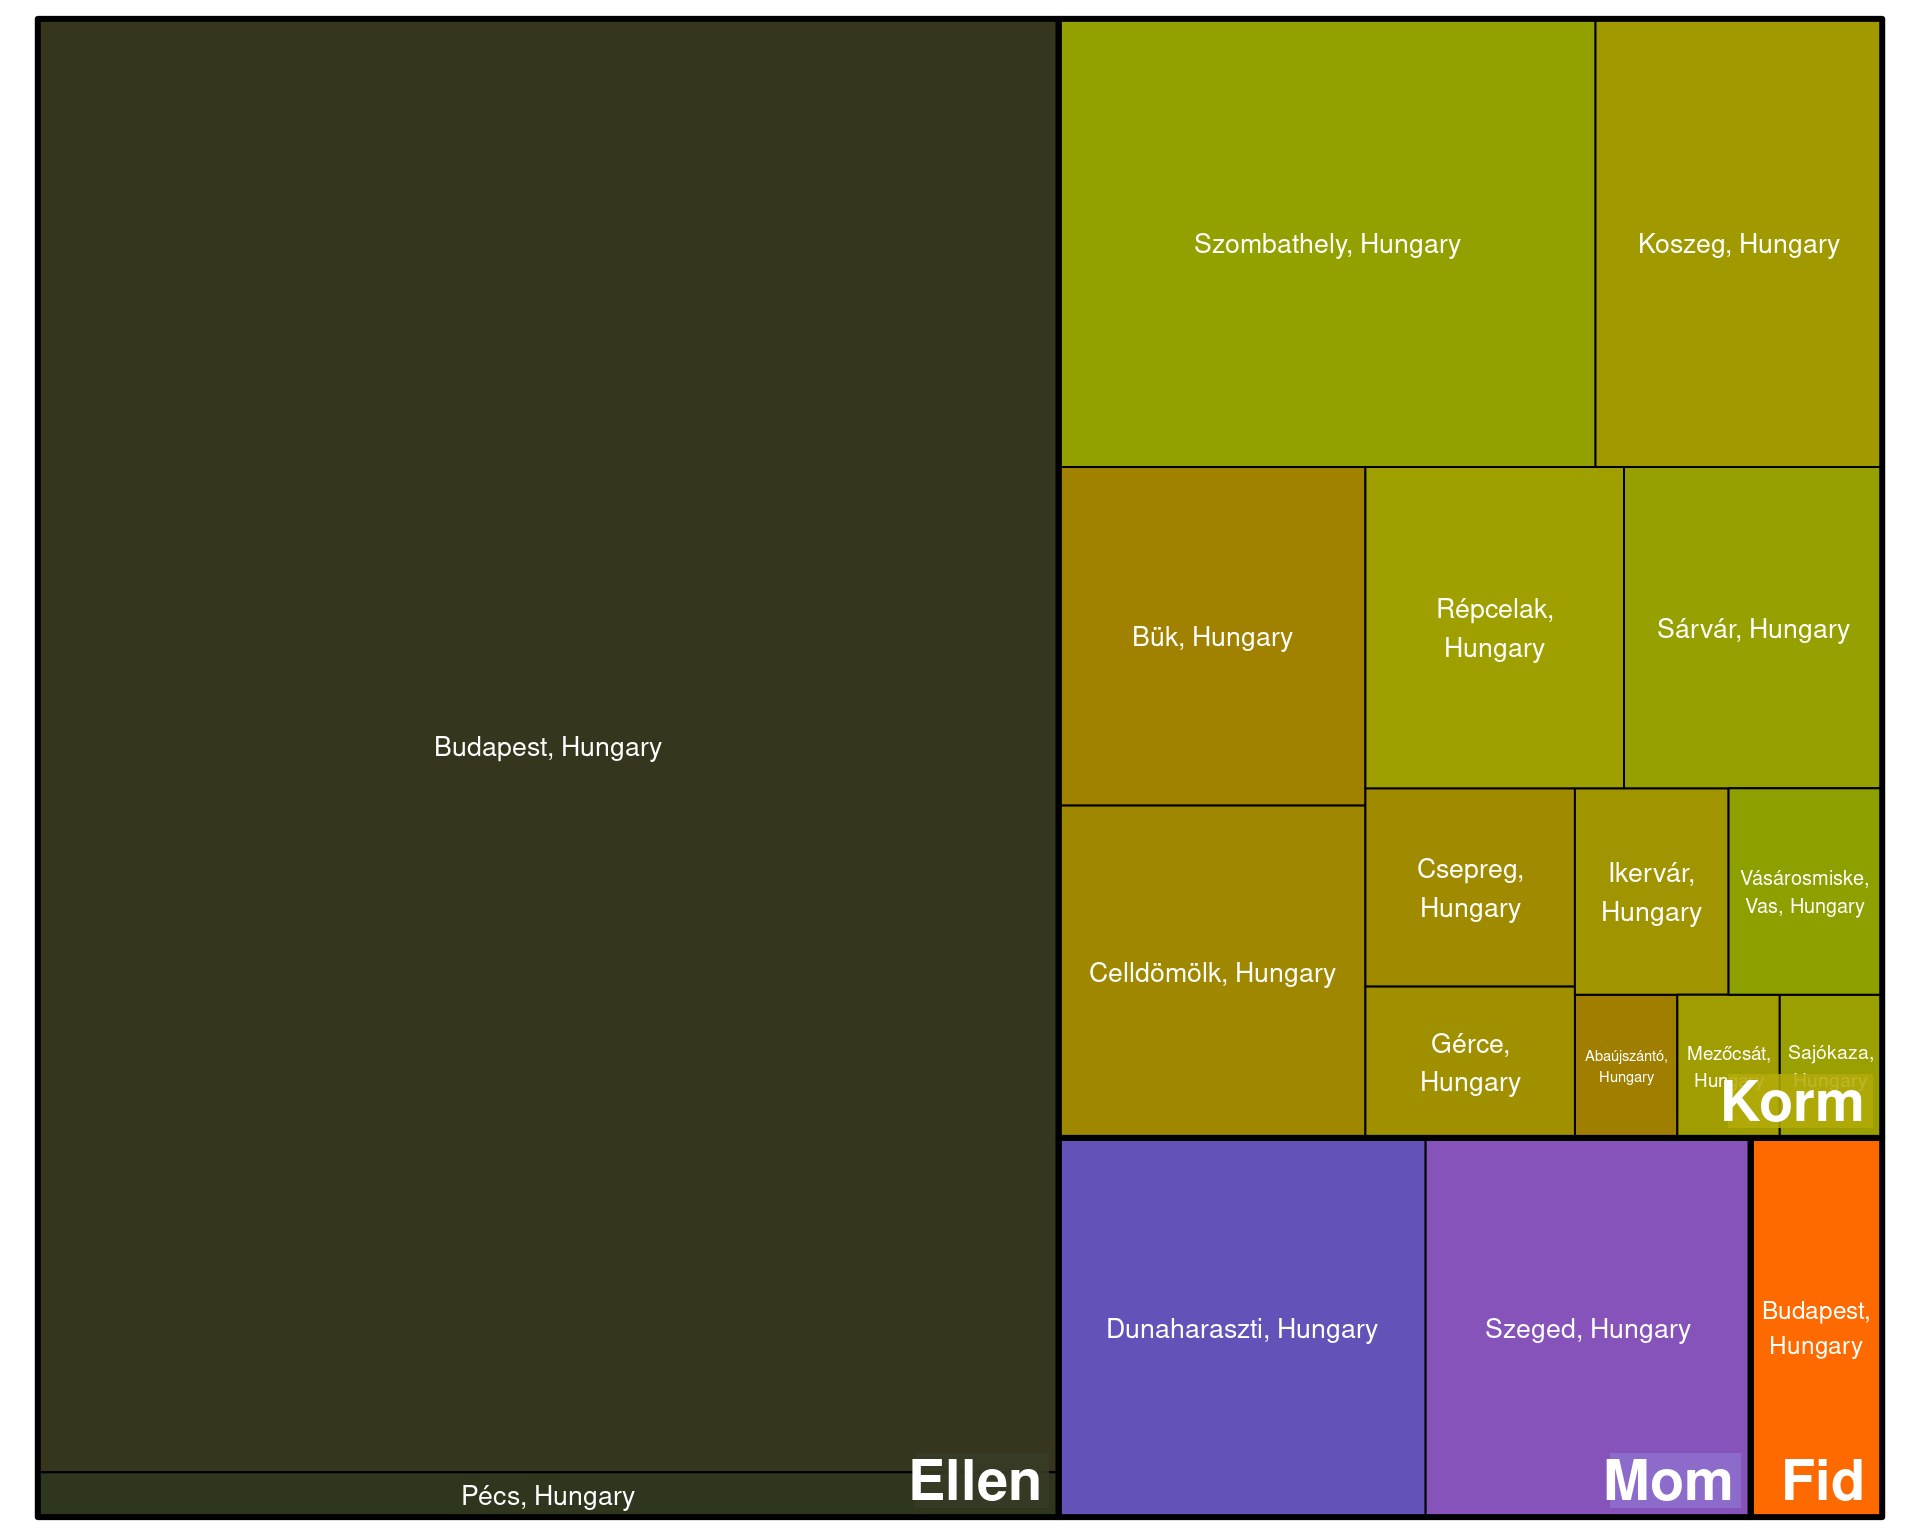 Budapest, Hungary
Pécs, Hungary
Ellen
Szombathely, Hungary
Koszeg, Hungary
Bük, Hungary
Répcelak,
Hungary
Sárvár, Hungary
Celldömölk, Hungary
Csepreg,
Hungary
Ikervár,
Hungary
Vásárosmiske,
Vas, Hungary
Gérce,
Hungary
Abaújszántó,
Hungary
Mezőcsát,
Hungary
Sajókaza,
Hungary
Korm
Dunaharaszti, Hungary
Szeged, Hungary
Mom
Budapest,
Hungary
Fid